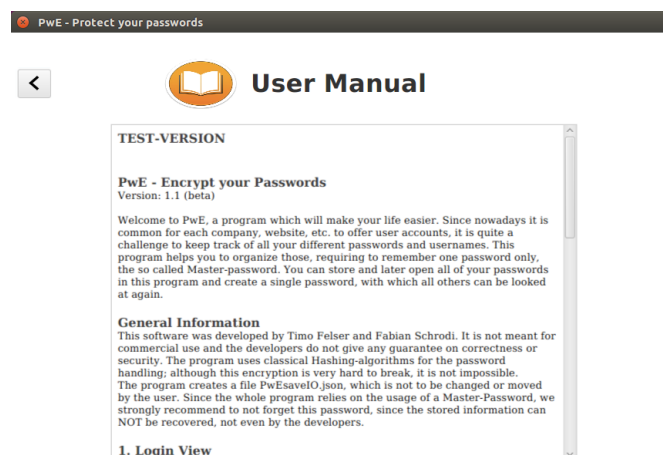 PwE - Protect your passwords
User Manual
TEST-VERSION
PwE - Encrypt your Passwords
Version: 1.1 (beta)
Welcome to PwE, a program which will make your life easier. Since nowadays it is
common for each company, website, etc. to offer user accounts, it is quite a
challenge to keep track of all your different passwords and usernames. This
program helps you to organize those, requiring to remember one password only,
the so called Master-password. You can store and later open all of your passwords
in this program and create a single password, with which all others can be looked
at again.
General Information
This software was developed by Timo Felser and Fabian Schrodi. It is not meant for
commercial use and the developers do not give any guarantee on correctness or
security. The program uses classical Hashing-algorithms for the password
handling; although this encryption is very hard to break, it is not impossible.
The program creates a file PwEsaveIO.json, which is not to be changed or moved
by the user. Since the whole program relies on the usage of a Master-Password, we
strongly recommend to not forget this password, since the stored information can
NOT be recovered, not even by the developers.
1. Login View